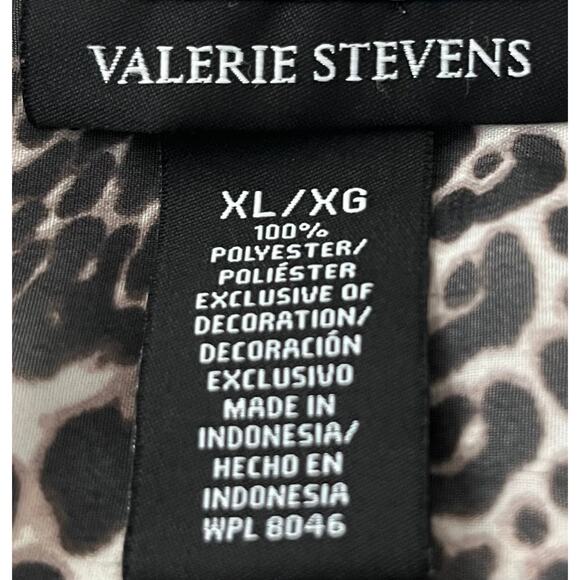 VALERIE STEVENS
XL/XG
100%
POLYESTER/
POLIÉSTER
EXCLUSIVE OF
DECORATION/
DECORACIÓN
EXCLUSIVO
MADE IN
INDONESIA/
HECHO EN
INDONESIA
WPL 8046